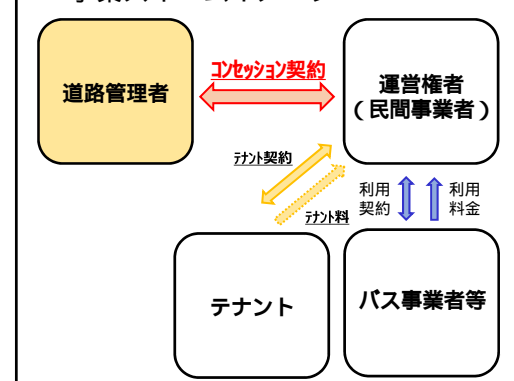 道路管理者
コンセッション契約
運営権者
（民間事業者）
テナント契約
テナント料
利用
契約
利用
料金
テナント
バス事業者等